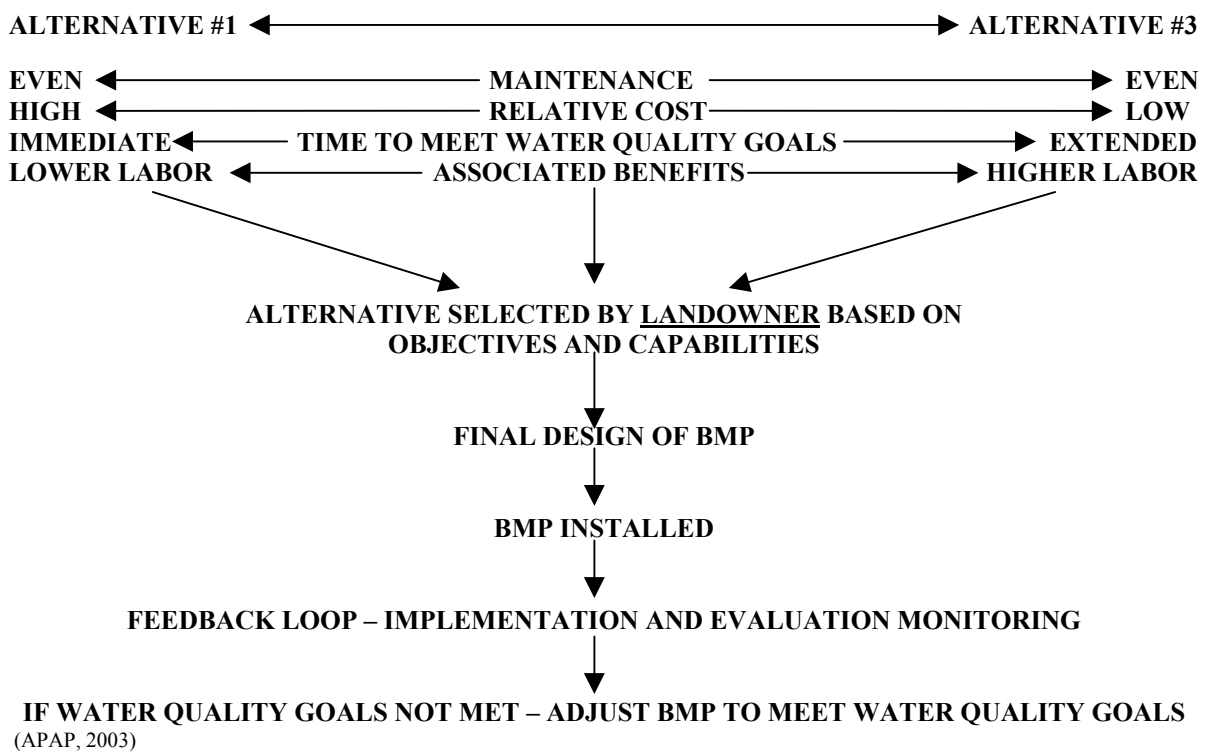 ALTERNATIVE #1 ALTERNATIVE #3
EVEN MAINTENANCE EVEN
HIGH RELATIVE COST LOW
IMMEDIATE TIME TO MEET WATER QUALITY GOALS EXTENDED
LOWER LABOR ASSOCIATED BENEFITS HIGHER LABOR
ALTERNATIVE SELECTED BY LANDOWNER BASED ON
OBJECTIVES AND CAPABILITIES
FINAL DESIGN OF BMP
BMP INSTALLED
FEEDBACK LOOP – IMPLEMENTATION AND EVALUATION MONITORING
IF WATER QUALITY GOALS NOT MET – ADJUST BMP TO MEET WATER QUALITY GOALS
(APAP, 2003)